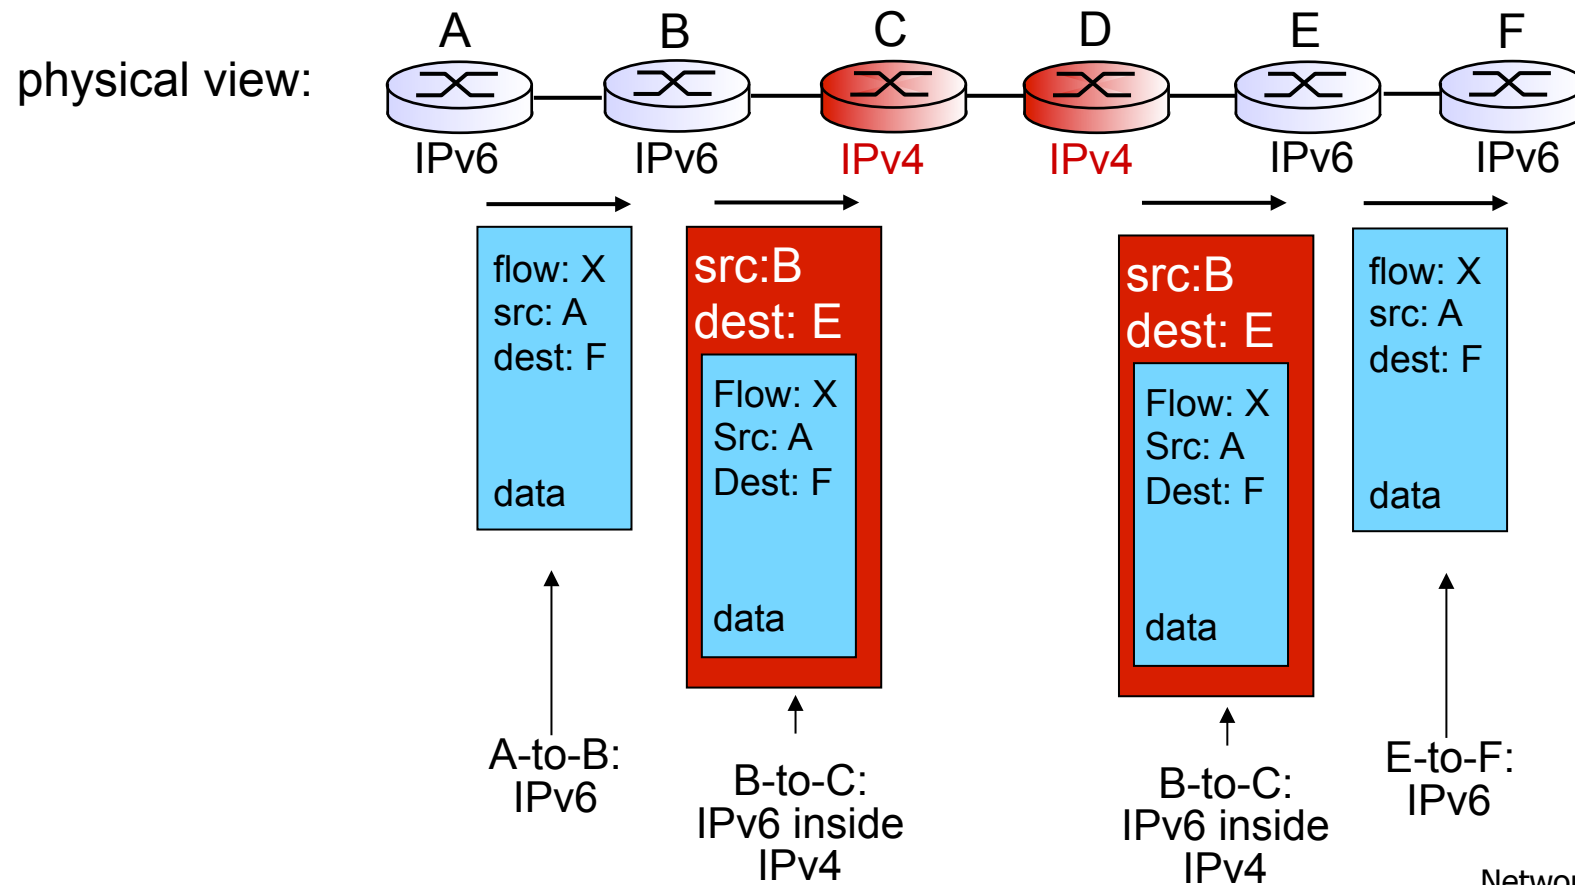 A B C D E F
physical view:
IPv6 IPv6 IPv4 IPv4 IPv6 IPv6
flow: X
src: A
dest: F
data
src:B
dest: E
Flow: X
Src: A
Dest: F
data
src:B
dest: E
Flow: X
Src: A
Dest: F
data
flow: X
src: A
dest: F
data
A-to-B:
IPv6
B-to-C:
IPv6 inside
IPv4
B-to-C:
IPv6 inside
IPv4
E-to-F:
IPv6